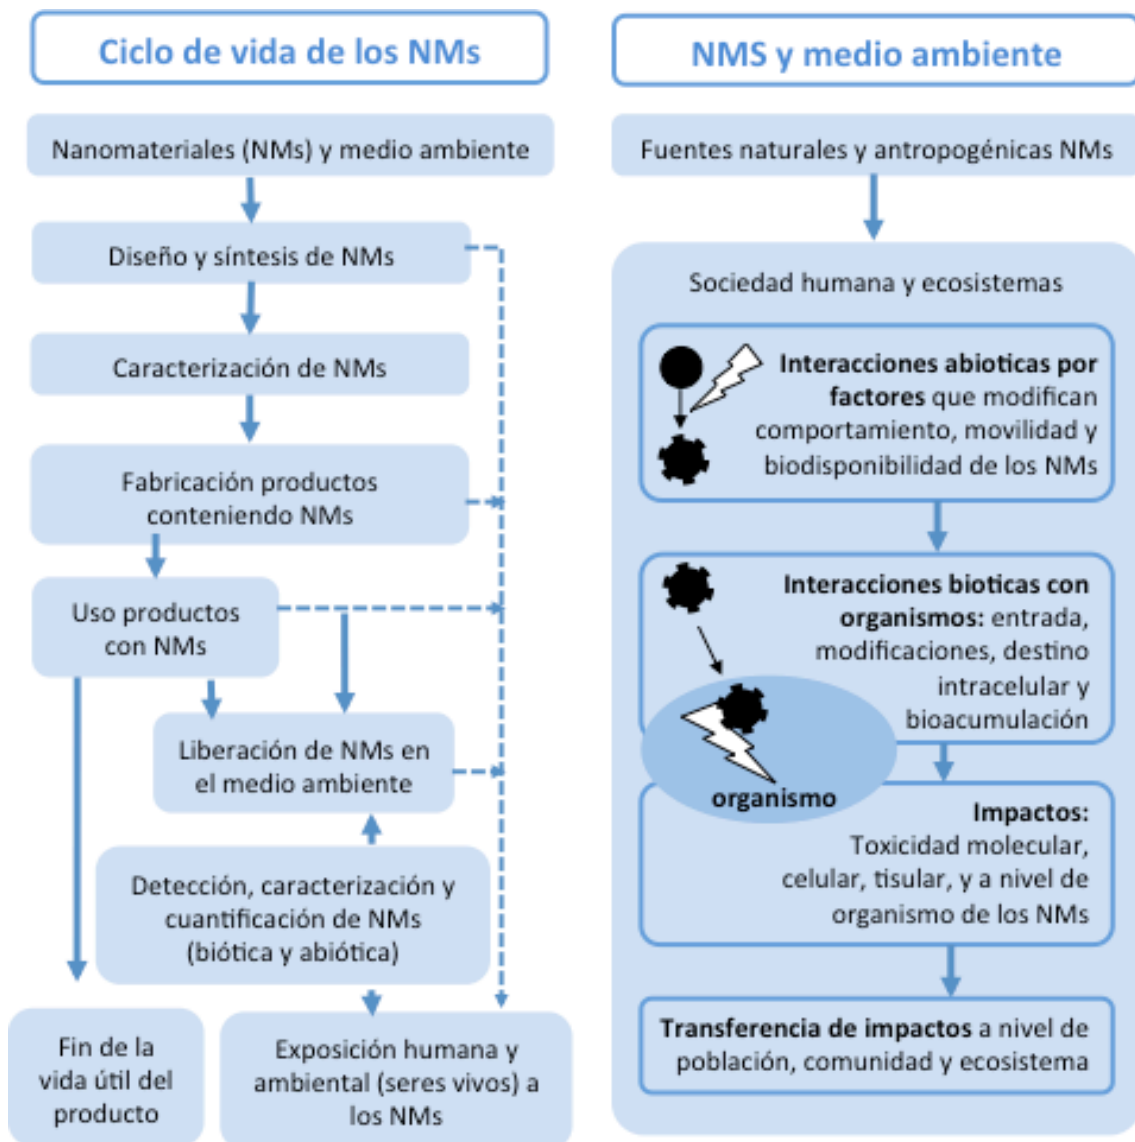 Ciclo de vida de los NMs
Nanomateriales (NMs) y medio ambiente
Diseño y síntesis de NMs
Caracterización de NMs
Fabricación productos
conteniendo NMs
Uso productos
con NMs
Liberación de NMs en
el medio ambiente
Detección, caracterización y
cuantificación de NMs
(biótica y abiótica)
Fin de la
vida útil del
producto
Exposición humana y
ambiental (seres vivos) a
los NMs
NMS y medio ambiente
Fuentes naturales y antropogénicas NMs
Sociedad humana y ecosistemas
Interacciones abioticas por
factores que modifican
comportamiento, movilidad y
biodisponibilidad de los NMs
Interacciones bioticas con
organismos: entrada,
modificaciones, destino
intracelular y
bioacumulación
organismo
Impactos:
Toxicidad molecular,
celular, tisular, y a nivel de
organismo de los NMs
Transferencia de impactos a nivel de
población, comunidad y ecosistema